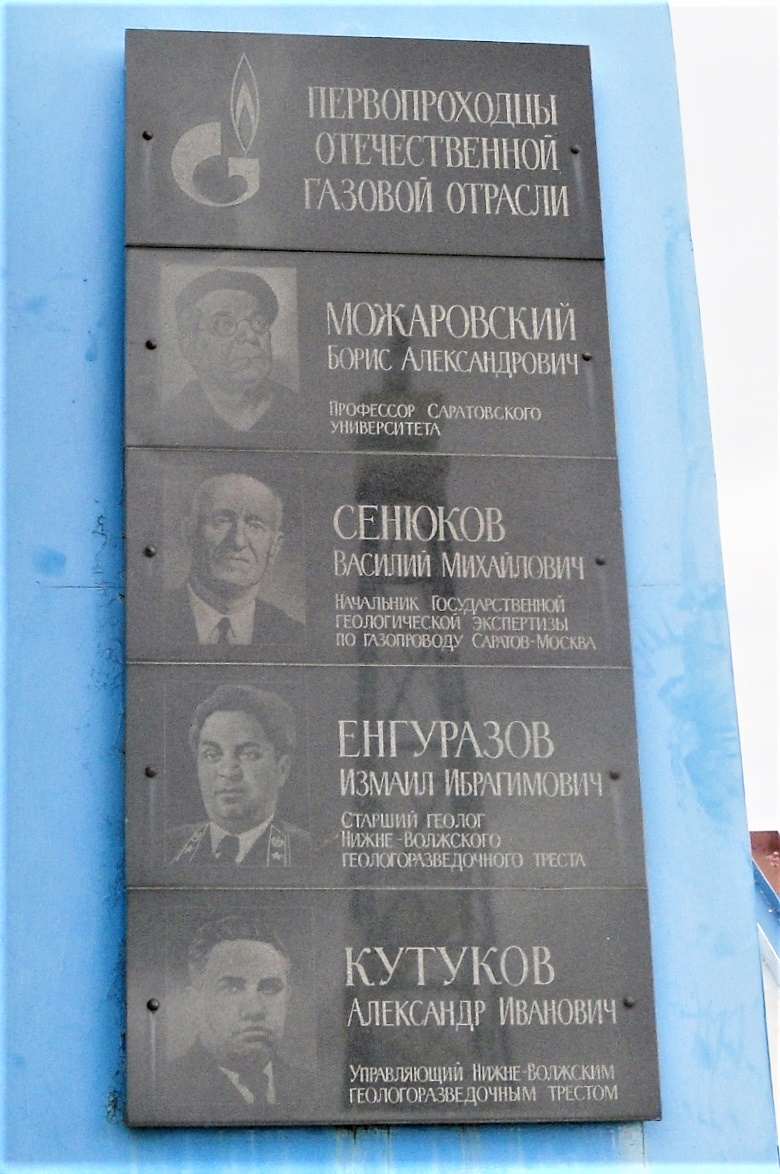 ПЕРВОПРОХОДЦЫ
ОТЕЧЕСТВЕННОЙ
ГАЗОВОЙ ОТРАСЛИ
МОЖАРОВСКИЙ
БОРИС АЛЕКСАНДРОВИЧ
ПРОФЕССОР САРАТОВСКОГО
УНИВЕРСИТЕТА
СЕНЮКОВ
ВАСИЛИЙ МИХАЙЛОВИЧ
НАЧАЛЬНИК ГОСУДАРСТВЕННОЙ
ГЕОЛОГИЧЕСКОЙ ЭКСПЕРТИЗЫ
ПО ГАЗОПРОВОДУ САРАТОВ-МОСКВА
ЕНГУРАЗОВ
ИЗМАИЛ ИБРАГИМОВИЧ
СТАРШИЙ ГЕОЛОГ
НИЖНЕ-ВОЛЖСКОГО
ГЕОЛОГОРАЗВЕДОЧНОГО ТРЕСТА
КУТУКОВ
АЛЕКСАНДР ИВАНОВИЧ
УПРАВЛЯЮЩИЙ НИЖНЕ-ВОЛЖСКИМ
ГЕОЛОГОРАЗВЕДОЧНЫМ ТРЕСТОМ